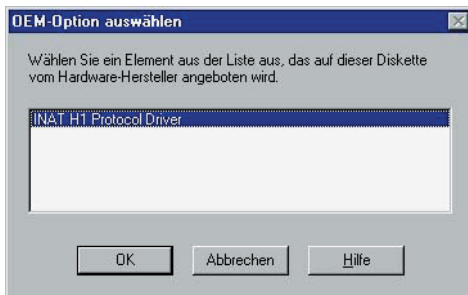 OEM-Option auswählen
Wählen Sie ein Element aus der Liste aus, das auf dieser Diskette
vom Hardware-Hersteller angeboten wird.
INAT H1 Protocol Driver
OK Abbrechen Hilfe